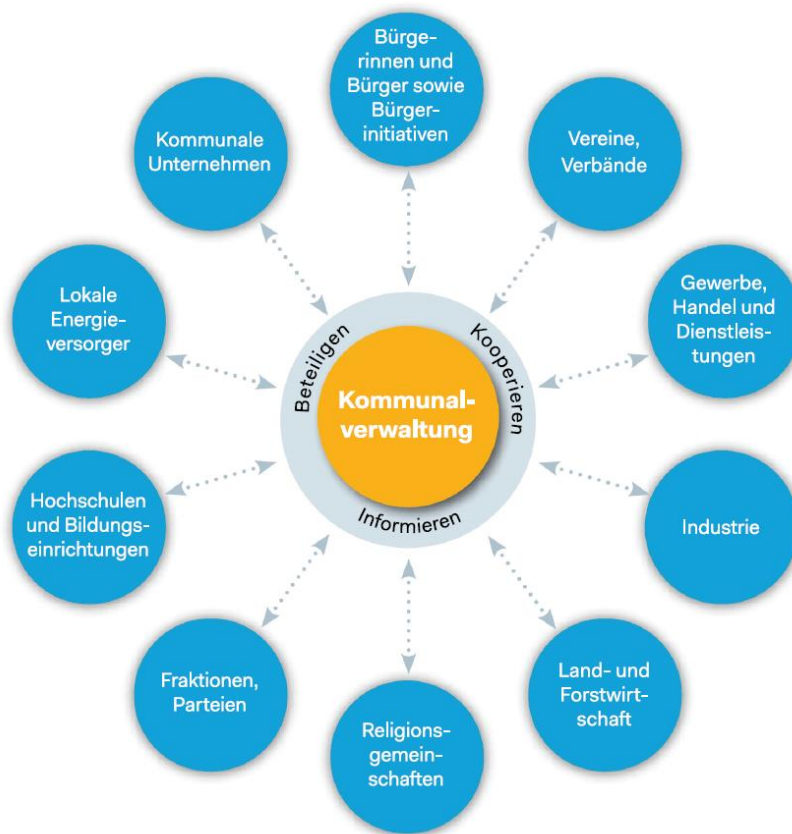 Bürge-
rinnen und
Bürger sowie
Bürger-
initiativen
Vereine,
Verbände
Gewerbe,
Handel und
Dienstleis-
tungen
Industrie
Land- und
Forstwirt-
schaft
Religions-
gemein-
schaften
Fraktionen,
Parteien
Hochschulen
und Bildungs-
einrichtungen
Lokale
Energie-
versorger
Kommunale
Unternehmen
Beteiligen
Kooperieren
Informieren
Kommunal-
verwaltung